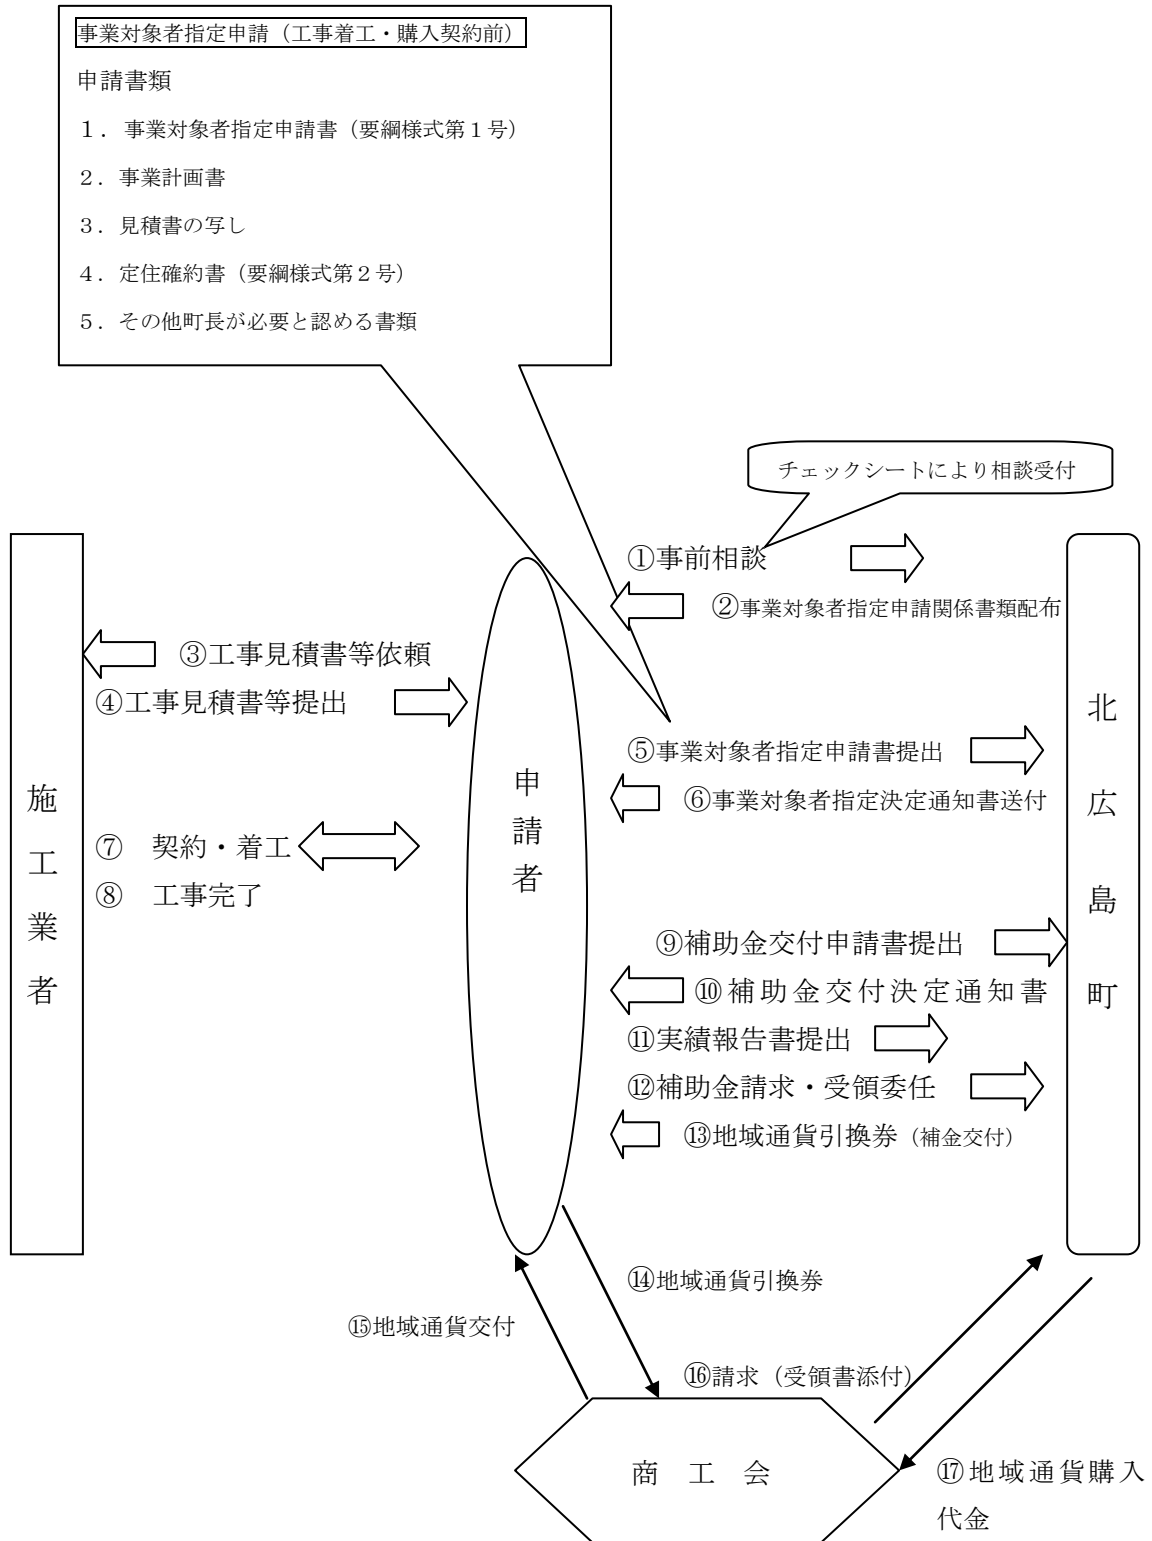 事業対象者指定申請（工事着工・購入契約前）
申請書類
１．事業対象者指定申請書（要綱様式第１号）
２．事業計画書
３．見積書の写し
４．定住確約書（要綱様式第２号）
５．その他町長が必要と認める書類
チェックシートにより相談受付
①事前相談
②事業対象者指定申請関係書類配布
③工事見積書等依頼
④工事見積書等提出
⑤事業対象者指定申請書提出
⑥事業対象者指定決定通知書送付
施工業者
申請者
北広島町
⑦　契約・着工
⑧　工事完了
⑨補助金交付申請書提出
⑩補助金交付決定通知書
⑪実績報告書提出
⑫補助金請求・受領委任
⑬地域通貨引換券（補金交付）
⑭地域通貨引換券
⑮地域通貨交付
⑯請求（受領書添付）
商　工　会
⑰地域通貨購入
代金